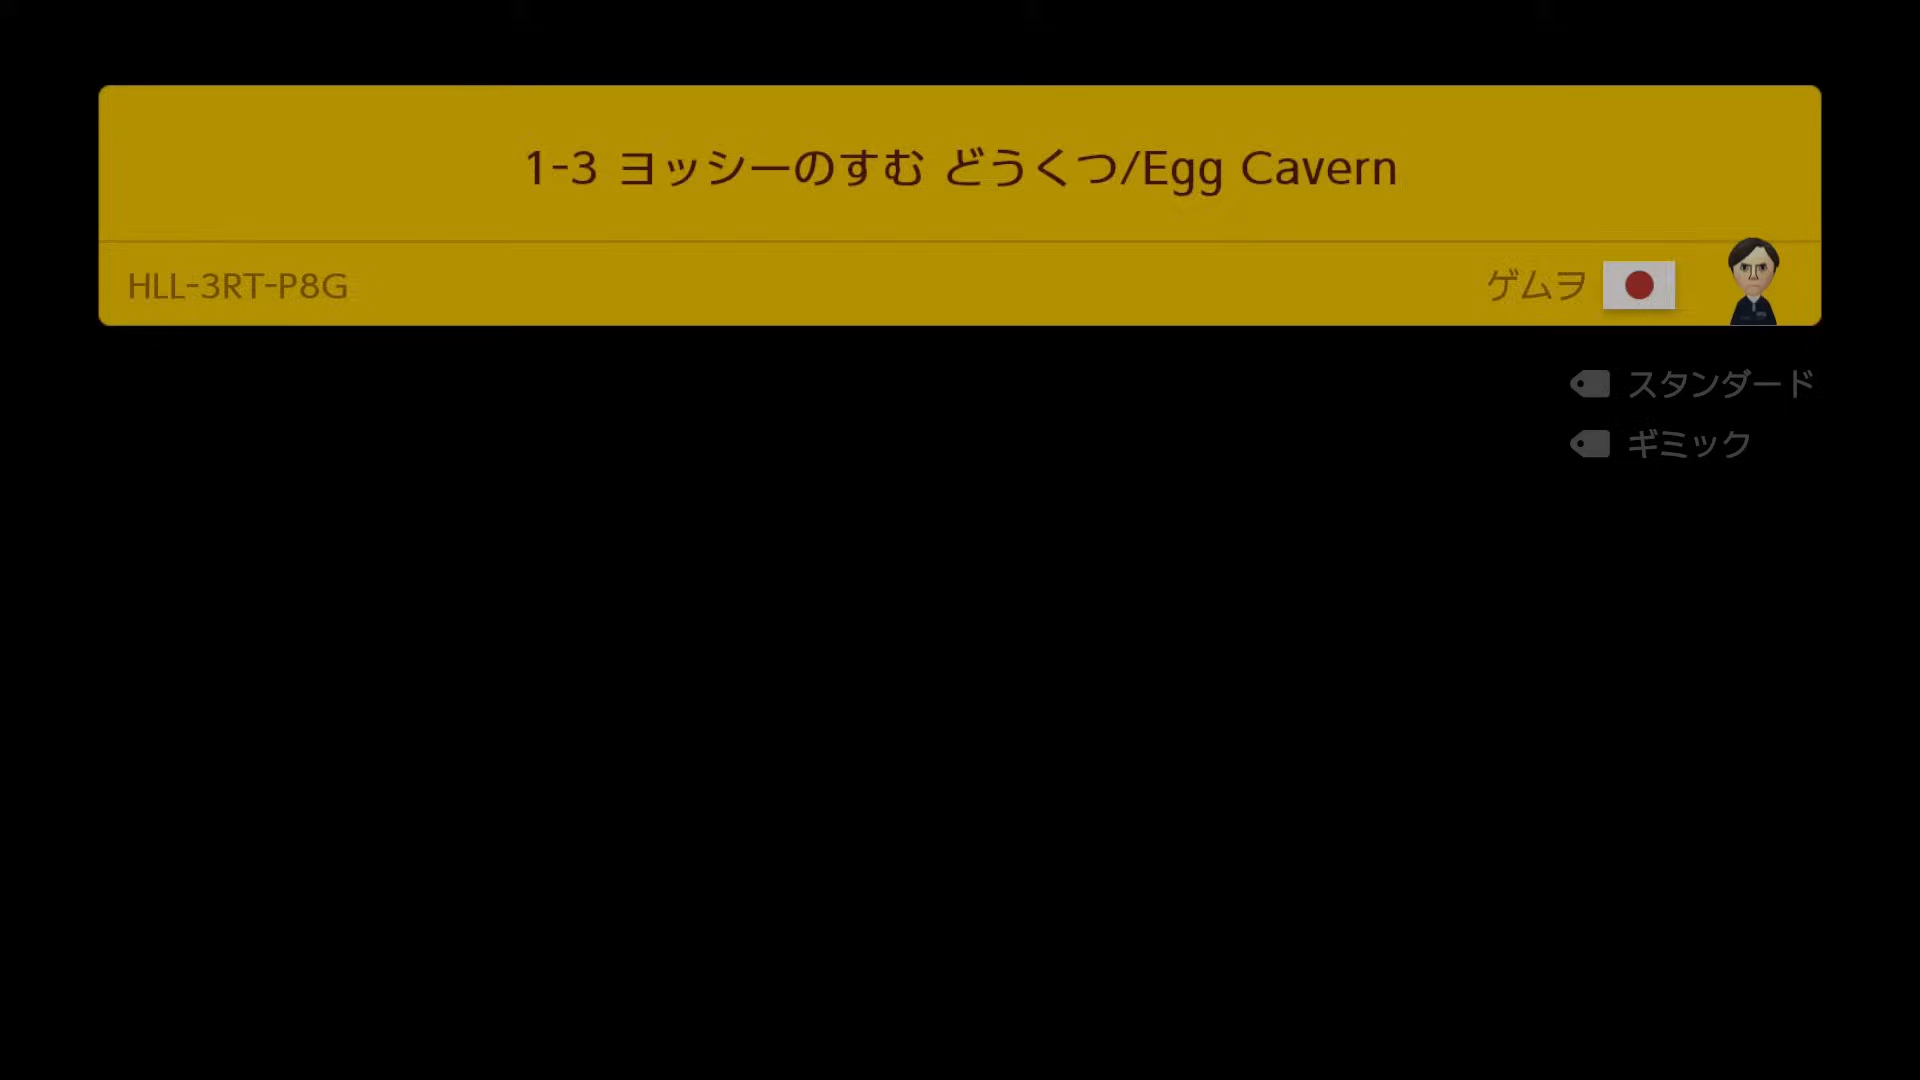 1-3 ヨッシーのすむ どうくつ/Egg Cavern
HLL-3RT-P8G
ゲムヲ
スタンダード
ギミック